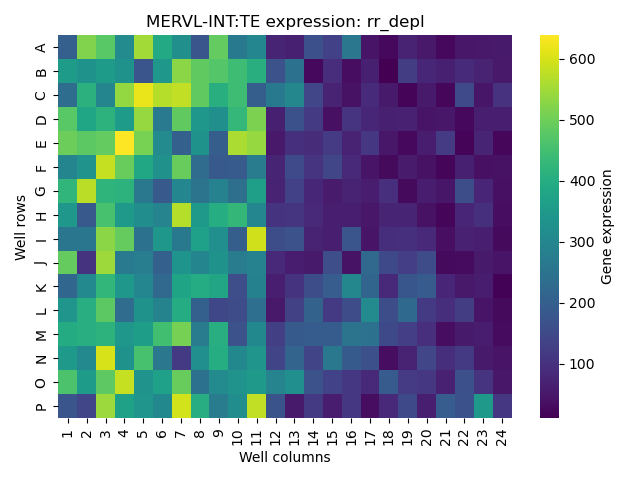 MERVL-INT:TE expression: rr_depl
Well rows
A
B
C
D
E
F
G
H
I
J
K
L
M
N
O
P
1 2 3 4 5 6 7 8 9 10 11 12 13 14 15 16 17 18 19 20 21 22 23 24
Well columns
600
500
400
300
200
100
Gene expression